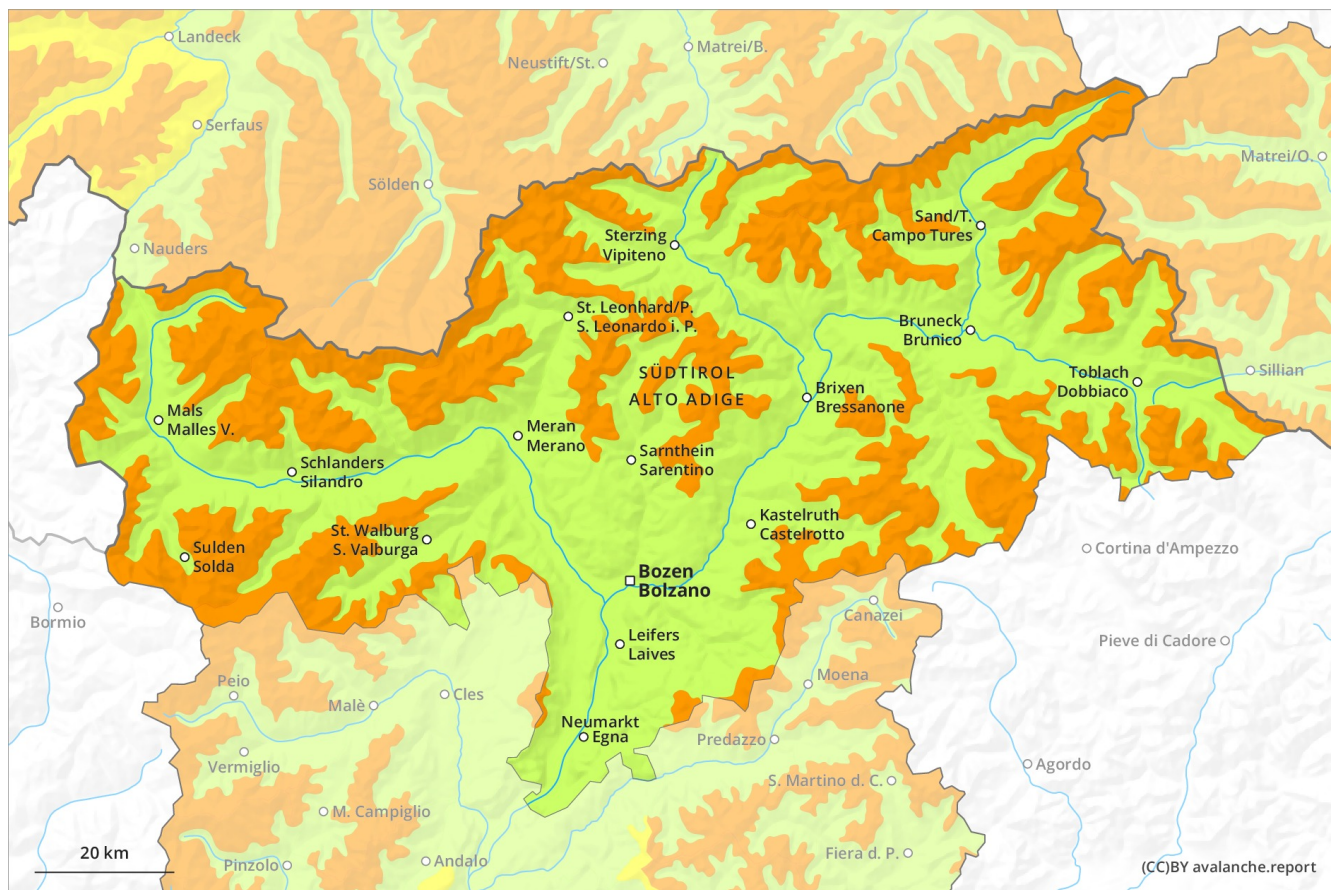 Landeck
Matrei/B.
Neustift/St.
Serfaus
Matrei/O.
Sölden
Sand/T.
Campo Tures
Nauders
Sterzing
Vipiteno
St. Leonhard/P.
S. Leonardo i. P.
Bruneck
Brunico
SÜDTIROL
ALTO ADIGE
Toblach
Dobbiaco
Sillian
Brixen
Bressanone
Mals
Malles V.
Meran
Merano
Schlanders
Silandro
Sarnthein
Sarentino
Kastelruth
Castelrotto
St. Walburg
S. Valburga
Sulden
Solda
Cortina d'Ampezzo
Bozen
Bolzano
Bormio
Canazei
Leifers
Laives
Pieve di Cadore
Peio
Moena
Malè
Cles
Neumarkt
Egna
Predazzo
Vermiglio
Agordo
S. Martino d. C.
M. Campiglio
20 km
Pinzolo
Andalo
Fiera d. P.
(CC)BY avalanche.report